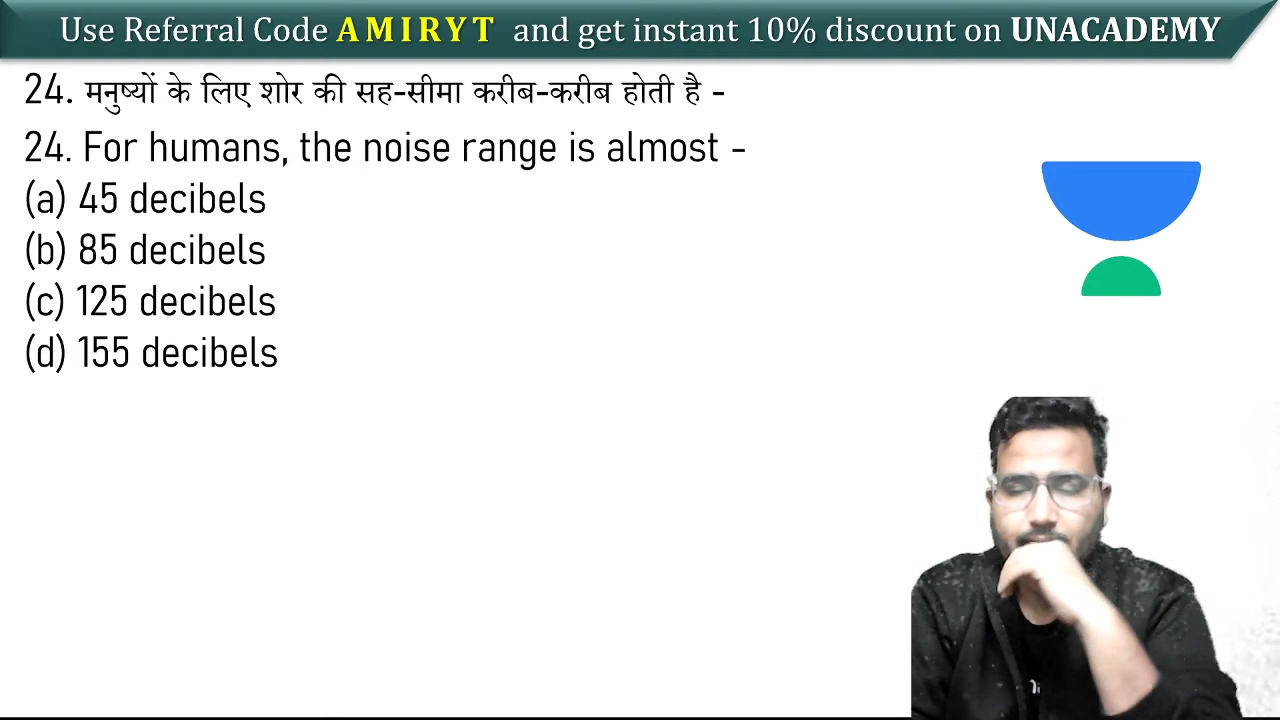 Use Referral Code AMIRYT and get instant 10% discount on UNACADEMY
24. मनुष्यों के लिए शोर की सह-सीमा करीब-करीब होती है -
24. For humans, the noise range is almost -
(a) 45 decibels
(b) 85 decibels
(c) 125 decibels
(d) 155 decibels